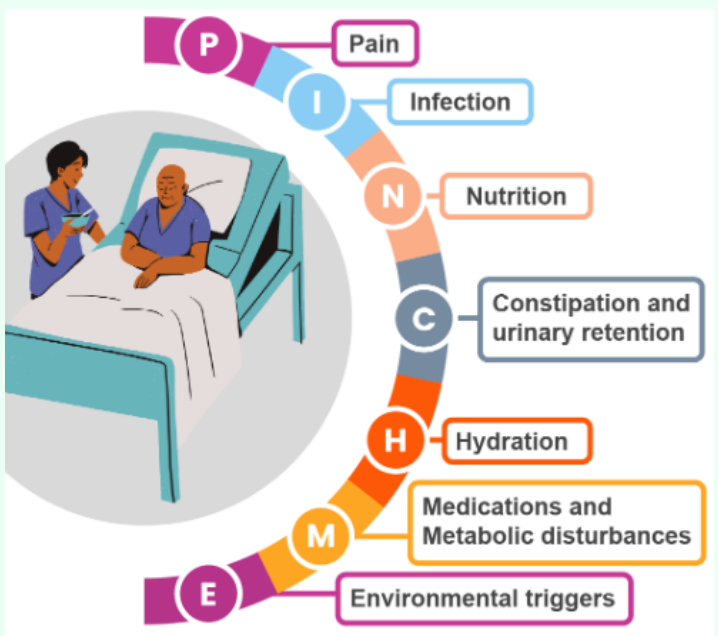 P
Pain
I
Infection
N
Nutrition
C
Constipation and
urinary retention
H
Hydration
M
Medications and
Metabolic disturbances
E
Environmental triggers